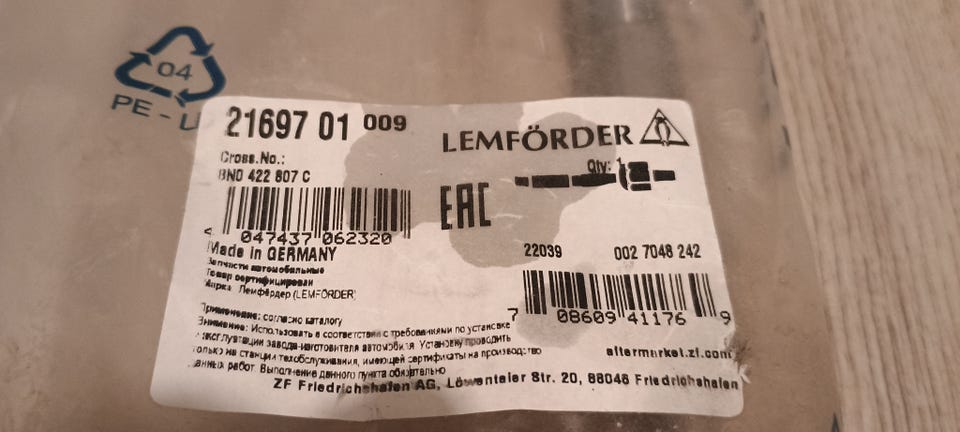 04
PE - L
21697 01 009
LEMFÖRDER
Cross.No.:
8N0 422 807 C
Qty: 1
EAC
4 047437 062320
22039 002 7048 242
Made in GERMANY
Запчасти автомобильные
Товар сертифицирован
Марка: Лемфёрдер (LEMFÖRDER)
7 08609 41176 9
Применение: согласно каталогу
Внимание: Использовать в соответствии с требованиями по установке
эксплуатации завода-изготовителя автомобиля. Установку проводить
только на станции техобслуживания, имеющей сертификаты на производство
данных работ. Выполнение данного пункта обязательно
aftermarket.zf.com
ZF Friedrichshafen AG, Löwentaler Str. 20, 88046 Friedrichshafen